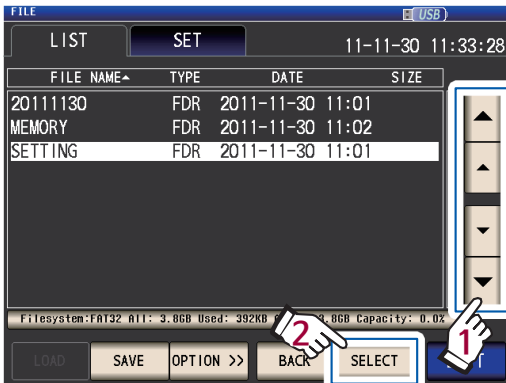 FILE USB
LIST SET 11-11-30 11:33:28
FILE NAME TYPE DATE SIZE
20111130 FDR 2011-11-30 11:01
MEMORY FDR 2011-11-30 11:02
SETTING FDR 2011-11-30 11:01
Filesystem:FAT32 All: 3.8GB Used: 392KB Capacity: 0.0%
LOAD SAVE OPTION >> BACK SELECT
2 1